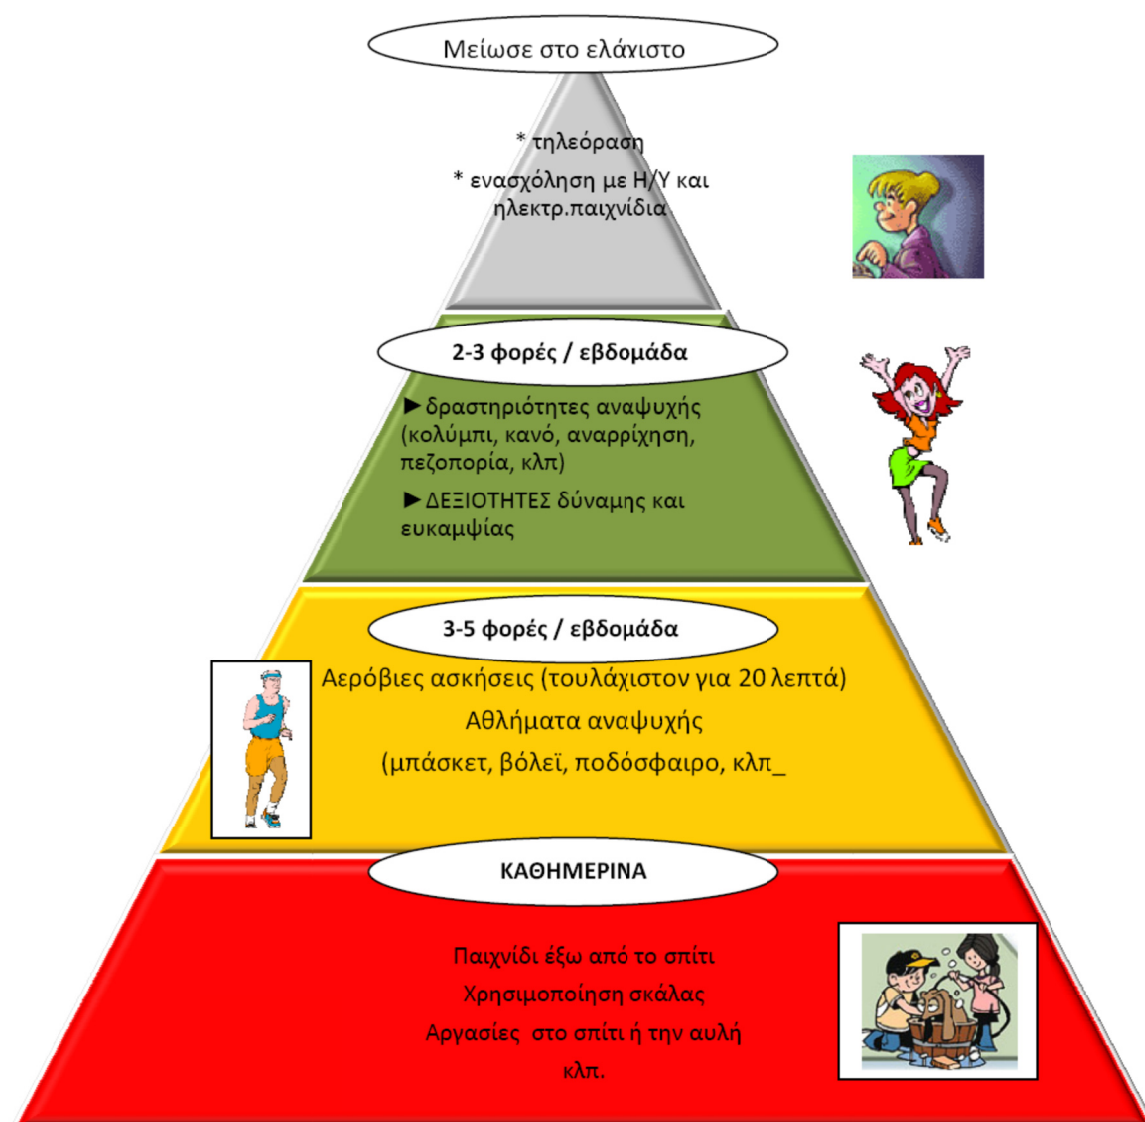 Μείωσε στο ελάχιστο
* τηλεόραση
* ενασχόληση με Η/Υ και
ηλεκτρ.παιχνίδια
2-3 φορές / εβδομάδα
►δραστηριότητες αναψυχής
(κολύμπι, κανό, αναρρίχηση,
πεζοπορία, κλπ)
►ΔΕΞΙΟΤΗΤΕΣ δύναμης και
ευκαμψίας
3-5 φορές / εβδομάδα
Αερόβιες ασκήσεις (τουλάχιστον για 20 λεπτά)
Αθλήματα αναψυχής
(μπάσκετ, βόλεϊ, ποδόσφαιρο, κλπ_
ΚΑΘΗΜΕΡΙΝΑ
Παιχνίδι έξω από το σπίτι
Χρησιμοποίηση σκάλας
Αργασίες στο σπίτι ή την αυλή
κλπ.